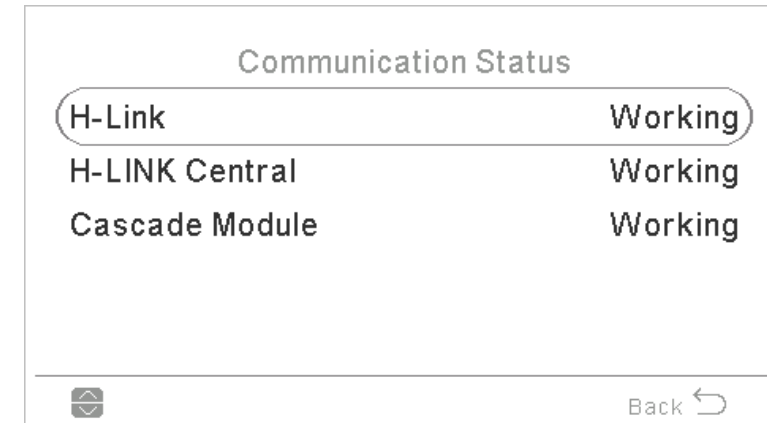 Communication Status
H-Link Working
H-LINK Central Working
Cascade Module Working
Back